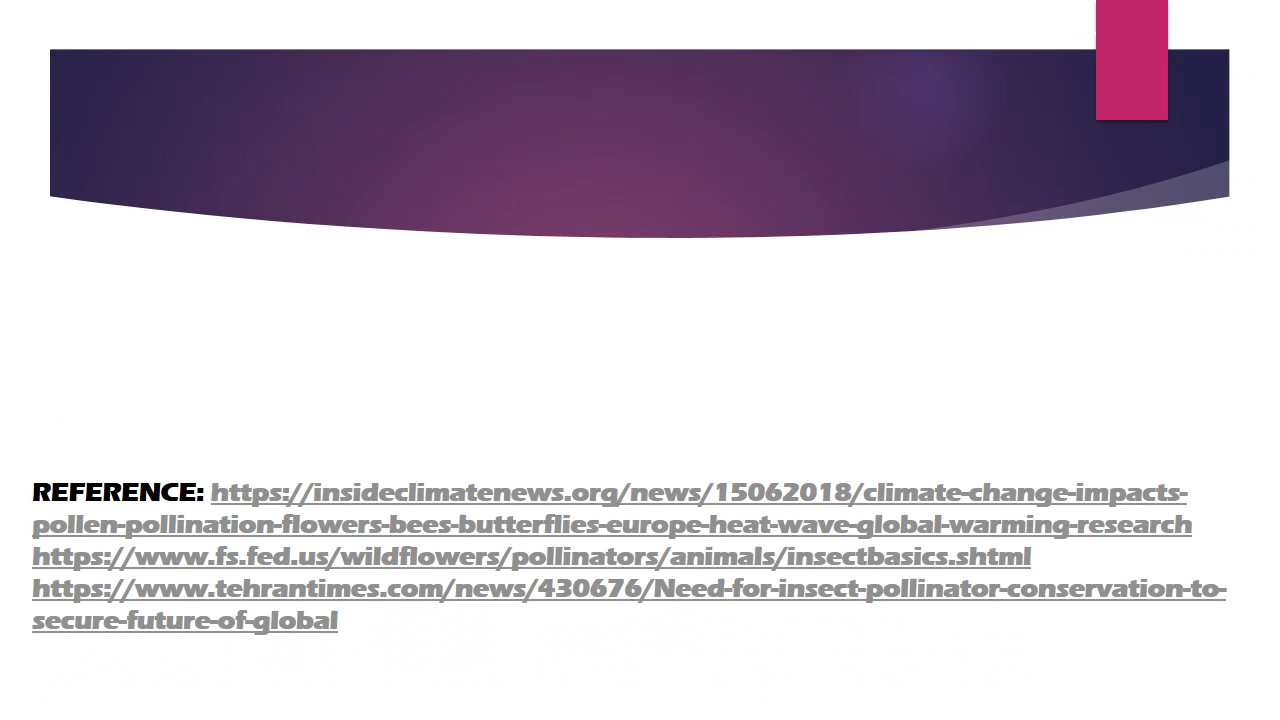 REFERENCE: https://insideclimatenews.org/news/15062018/climate-change-impacts-
pollen-pollination-flowers-bees-butterflies-europe-heat-wave-global-warming-research
https://www.fs.fed.us/wildflowers/pollinators/animals/insectbasics.shtml
https://www.tehrantimes.com/news/430676/Need-for-insect-pollinator-conservation-to-
secure-future-of-global